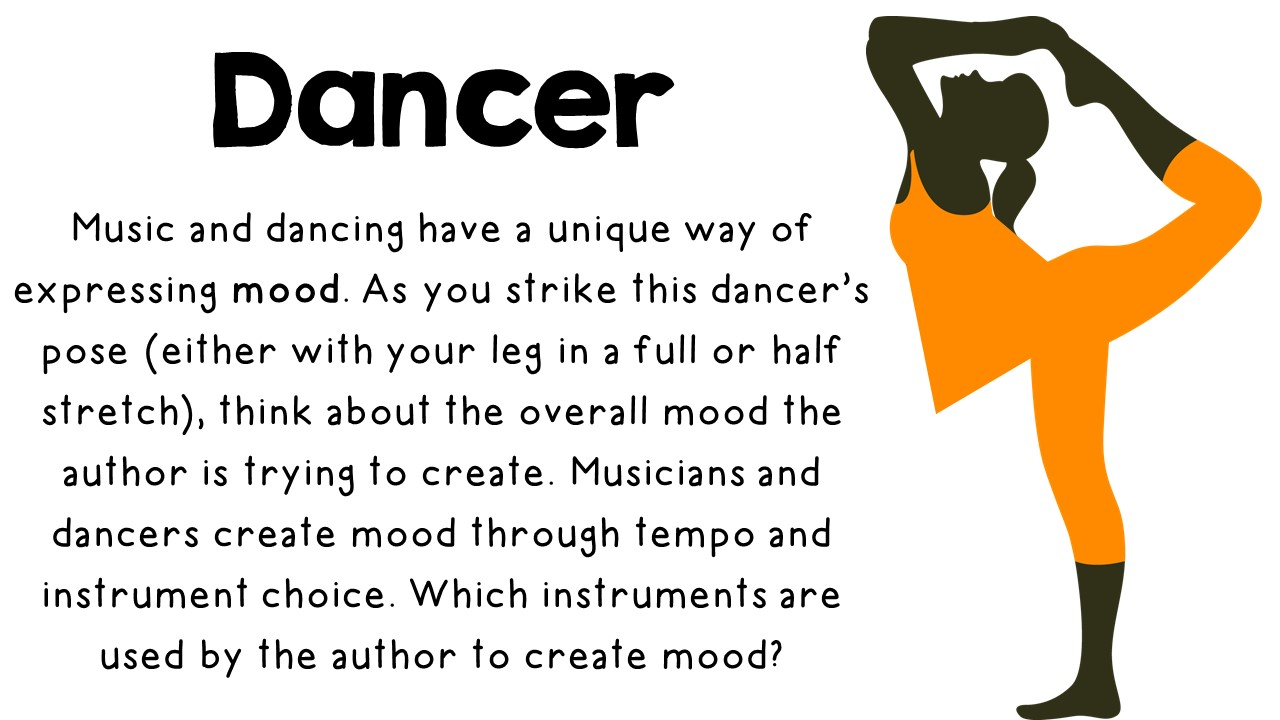 Dancer
Music and dancing have a unique way of
expressing mood. As you strike this dancer's
pose (either with your leg in a full or half
stretch), think about the overall mood the
author is trying to create. Musicians and
dancers create mood through tempo and
instrument choice. Which instruments are
used by the author to create mood?